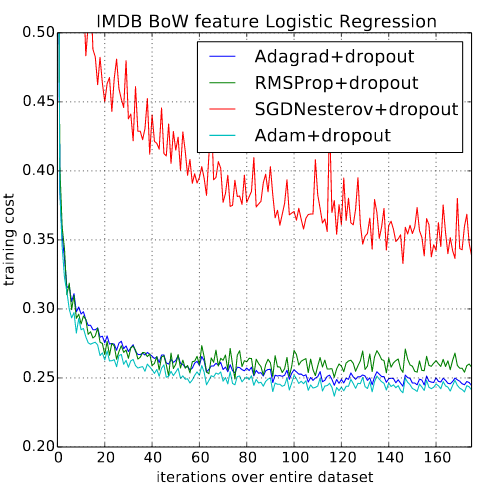 IMDB BoW feature Logistic Regression
Adagrad+dropout
RMSProp+dropout
SGDNesterov+dropout
Adam+dropout
training cost
0.50
0.45
0.40
0.35
0.30
0.25
0.20
0 20 40 60 80 100 120 140 160
iterations over entire dataset